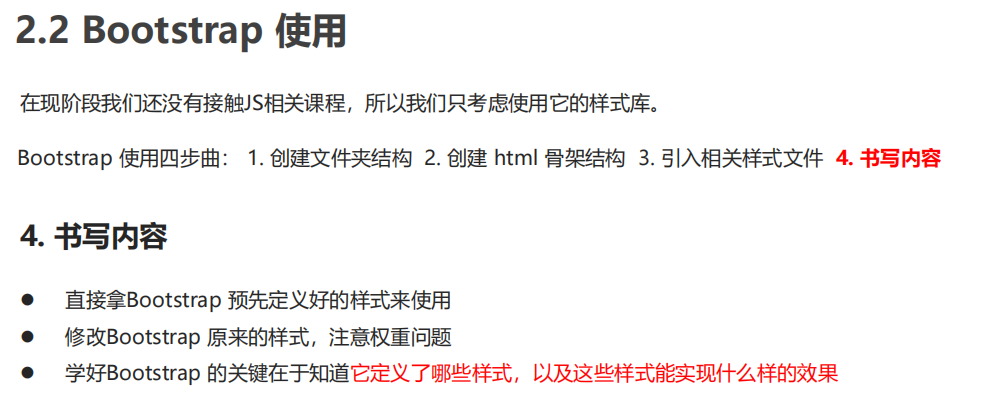 2.2 Bootstrap 使用
在现阶段我们还没有接触JS相关课程，所以我们只考虑使用它的样式库。
Bootstrap 使用四步曲： 1. 创建文件夹结构 2. 创建 html 骨架结构 3. 引入相关样式文件 4. 书写内容
4. 书写内容
● 直接拿Bootstrap 预先定义好的样式来使用
● 修改Bootstrap 原来的样式，注意权重问题
● 学好Bootstrap 的关键在于知道它定义了哪些样式，以及这些样式能实现什么样的效果